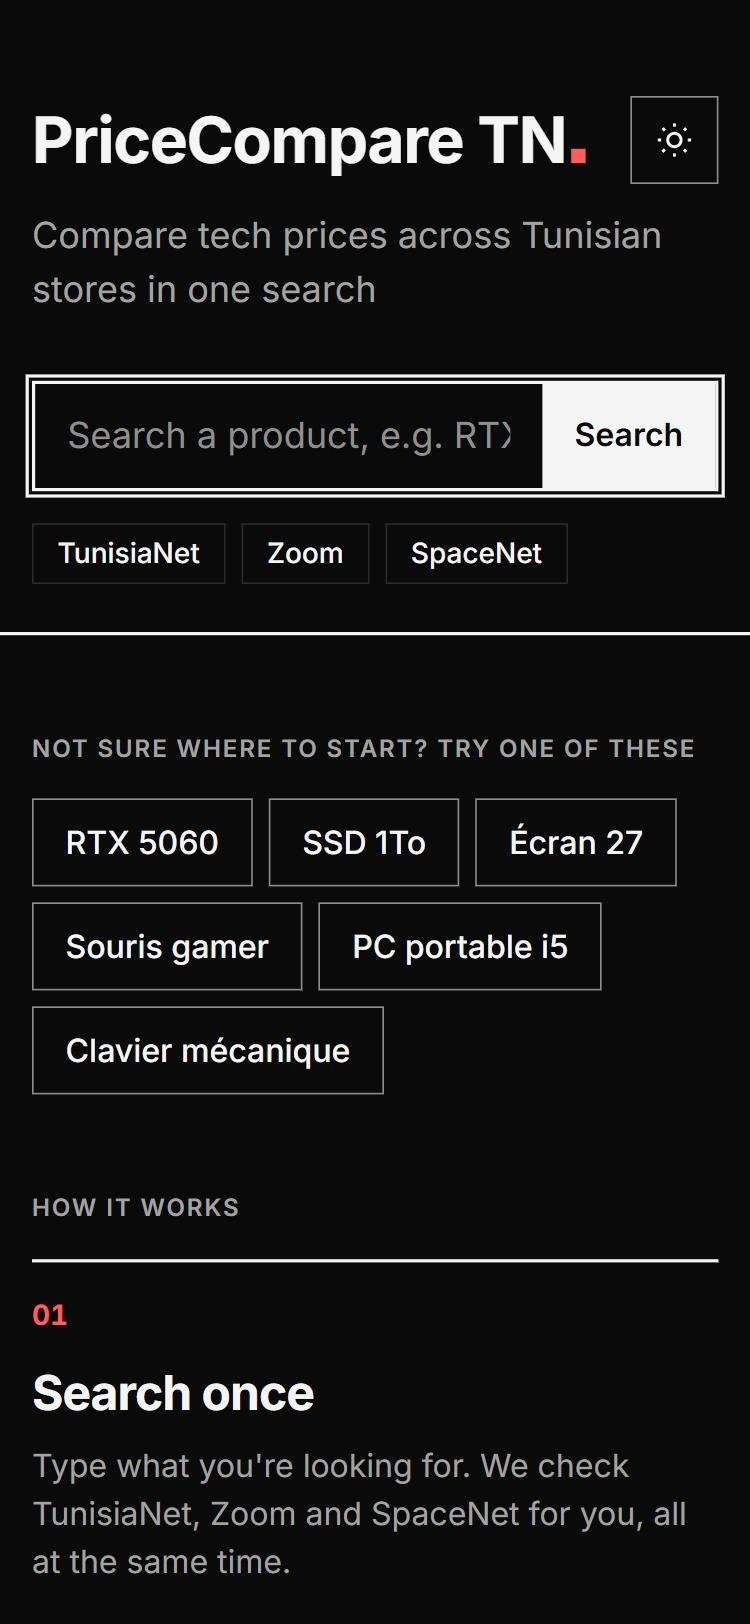 PriceCompare TN.
Compare tech prices across Tunisian
stores in one search
Search a product, e.g. RTX
Search
TunisiaNet
Zoom
SpaceNet
NOT SURE WHERE TO START? TRY ONE OF THESE
RTX 5060
SSD 1To
Écran 27
Souris gamer
PC portable i5
Clavier mécanique
HOW IT WORKS
01
Search once
Type what you're looking for. We check
TunisiaNet, Zoom and SpaceNet for you, all
at the same time.